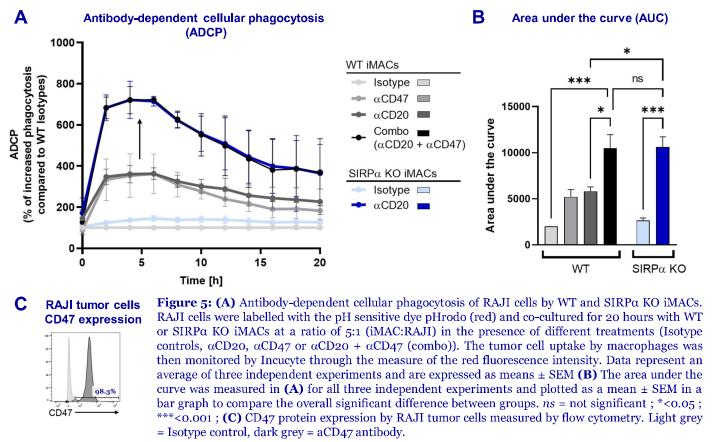 A
Antibody-dependent cellular phagocytosis
(ADCP)
ADCP
(% of increased phagocytosis
compared to WT Isotypes)
1000
800
600
400
200
0
0
5
10
15
20
Time [h]
WT iMACs
Isotype
αCD47
αCD20
Combo
(αCD20 + αCD47)
SIRPα KO iMACs
Isotype
αCD20
B
Area under the curve (AUC)
Area under the curve
15000
10000
5000
0
*
***
ns
*
***
WT
SIRPα KO
C
RAJI tumor cells
CD47 expression
98.3%
CD47
Figure 5: (A) Antibody-dependent cellular phagocytosis of RAJI cells by WT and SIRPα KO iMACs.
RAJI cells were labelled with the pH sensitive dye pHrodo (red) and co-cultured for 20 hours with WT
or SIRPα KO iMACs at a ratio of 5:1 (iMAC:RAJI) in the presence of different treatments (Isotype
controls, αCD20, αCD47 or αCD20 + αCD47 (combo)). The tumor cell uptake by macrophages was
then monitored by Incucyte through the measure of the red fluorescence intensity. Data represent an
average of three independent experiments and are expressed as means ± SEM (B) The area under the
curve was measured in (A) for all three independent experiments and plotted as a mean ± SEM in a
bar graph to compare the overall significant difference between groups. ns = not significant ; *<0.05 ;
***<0.001 ; (C) CD47 protein expression by RAJI tumor cells measured by flow cytometry. Light grey
= Isotype control, dark grey = aCD47 antibody.